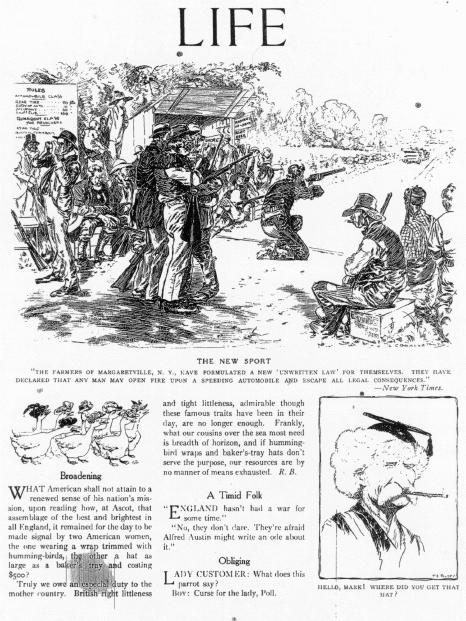 LIFE
RULES
AUTOMOBILE CLASS
REAR TIRE
RUNABOUT CLASS
THE NEW SPORT
"THE FARMERS OF MARGARETVILLE, N. Y., HAVE FORMULATED A NEW 'UNWRITTEN LAW' FOR THEMSELVES. THEY HAVE
DECLARED THAT ANY MAN MAY OPEN FIRE UPON A SPEEDING AUTOMOBILE AND ESCAPE ALL LEGAL CONSEQUENCES."
—New York Times.
Broadening
WHAT American shall not attain to a
renewed sense of his nation's mis-
sion, upon reading how, at Ascot, that
assemblage of the best and brightest in
all England, it remained for the day to be
made signal by two American women,
the one wearing a wrap trimmed with
humming-birds, the other a hat as
large as a baker's tray and costing
$500?
Truly we owe an especial duty to the
mother country. British right littleness
and tight littleness, admirable though
these famous traits have been in their
day, are no longer enough. Frankly,
what our cousins over the sea most need
is breadth of horizon, and if humming-
bird wraps and baker's-tray hats don't
serve the purpose, our resources are by
no manner of means exhausted. R. B.
A Timid Folk
"ENGLAND hasn't had a war for
some time."
"No, they don't dare. They're afraid
Alfred Austin might write an ode about
it."
Obliging
LADY CUSTOMER: What does this
parrot say?
BOY: Curse for the lady, Poll.
HELLO, MARK! WHERE DID YOU GET THAT
HAT?